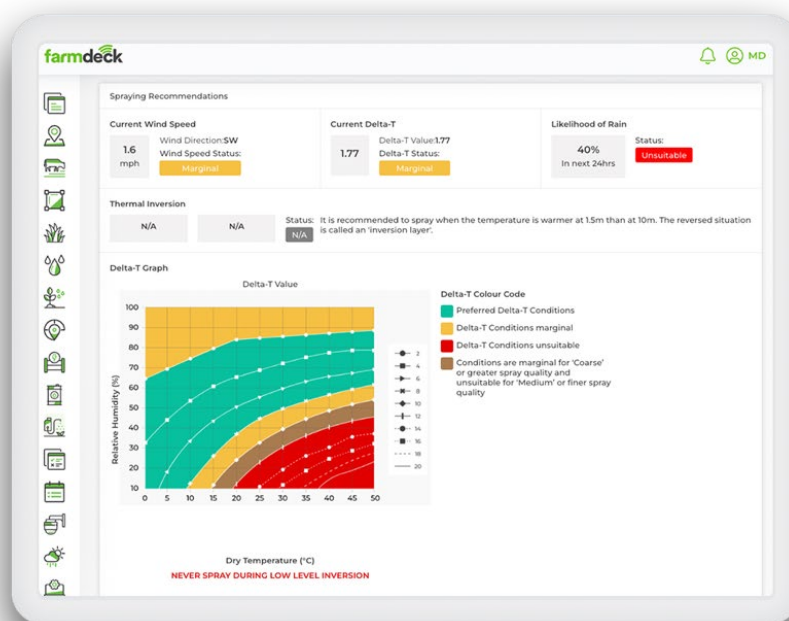 farmdeck
MD
Spraying Recommendations
Current Wind Speed
1.6
mph
Wind Direction:SW
Wind Speed Status:
Marginal
Current Delta-T
1.77
Delta-T Value:1.77
Delta-T Status:
Marginal
Likelihood of Rain
40%
In next 24hrs
Status:
Unsuitable
Thermal Inversion
N/A
N/A
Status:
N/A
It is recommended to spray when the temperature is warmer at 1.5m than at 10m. The reversed situation
is called an 'inversion layer'.
Delta-T Graph
Delta-T Value
100
90
80
70
60
50
40
30
20
10
Relative Humidity (%)
0 5 10 15 20 25 30 35 40 45 50
2
4
6
8
10
12
14
16
18
20
Delta-T Colour Code
Preferred Delta-T Conditions
Delta-T Conditions marginal
Delta-T Conditions unsuitable
Conditions are marginal for 'Coarse'
or greater spray quality and
unsuitable for 'Medium' or finer spray
quality
Dry Temperature (°C)
NEVER SPRAY DURING LOW LEVEL INVERSION